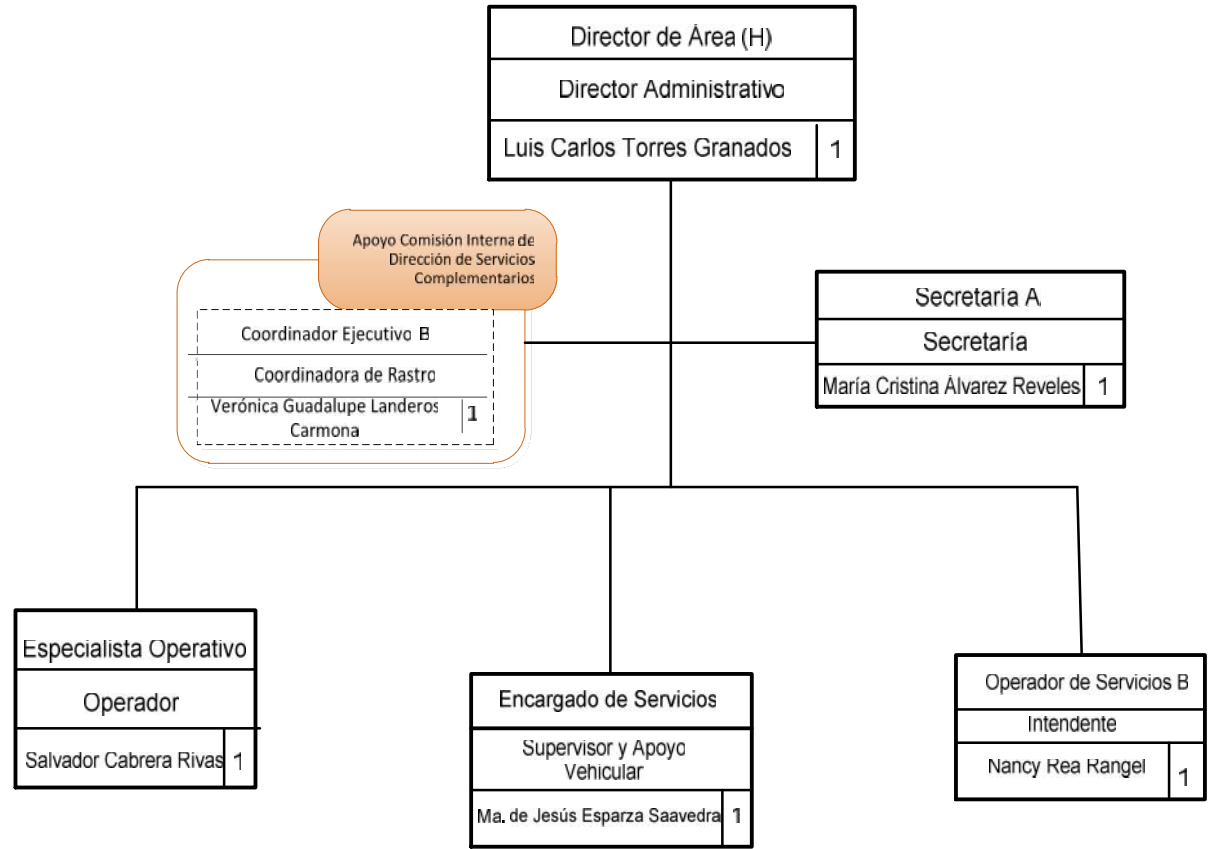 Director de Área (H)
Director Administrativo
Luis Carlos Torres Granados 1
Apoyo Comisión Interna de
Dirección de Servicios
Complementarios
Coordinador Ejecutivo B
Coordinadora de Rastro
Verónica Guadalupe Landeros
Carmona
1
Secretaría A
Secretaría
María Cristina Álvarez Reveles 1
Especialista Operativo
Operador
Salvador Cabrera Rivas 1
Encargado de Servicios
Supervisor y Apoyo
Vehicular
Ma. de Jesús Esparza Saavedra 1
Operador de Servicios B
Intendente
Nancy Rea Rangel 1